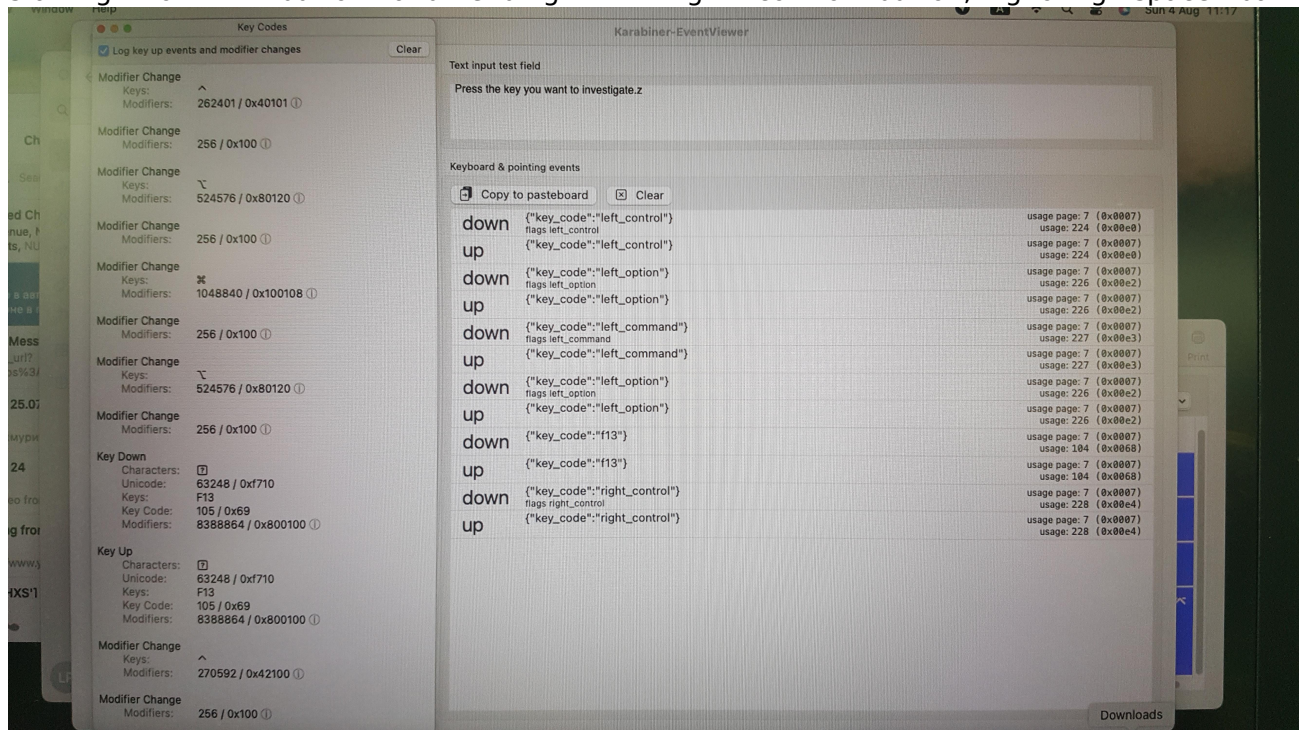 Window Help
Sun 4 Aug 11:17
Key Codes
Log key up events and modifier changes
Clear
Modifier Change
Keys: ^
Modifiers: 262401 / 0x40101 ⓘ
Modifier Change
Modifiers: 256 / 0x100 ⓘ
Modifier Change
Keys: ⌥
Modifiers: 524576 / 0x80120 ⓘ
Modifier Change
Modifiers: 256 / 0x100 ⓘ
Modifier Change
Keys: ⌘
Modifiers: 1048840 / 0x100108 ⓘ
Modifier Change
Modifiers: 256 / 0x100 ⓘ
Modifier Change
Keys: ⌥
Modifiers: 524576 / 0x80120 ⓘ
Modifier Change
Modifiers: 256 / 0x100 ⓘ
Key Down
Characters: ?
Unicode: 63248 / 0xf710
Keys: F13
Key Code: 105 / 0x69
Modifiers: 8388864 / 0x800100 ⓘ
Key Up
Characters: ?
Unicode: 63248 / 0xf710
Keys: F13
Key Code: 105 / 0x69
Modifiers: 8388864 / 0x800100 ⓘ
Modifier Change
Keys: ^
Modifiers: 270592 / 0x42100 ⓘ
Modifier Change
Modifiers: 256 / 0x100 ⓘ
Karabiner-EventViewer
Text input test field
Press the key you want to investigate.z
Keyboard & pointing events
Copy to pasteboard Clear
down {"key_code":"left_control"} usage page: 7 (0x0007)
flags left_control usage: 224 (0x00e0)
up {"key_code":"left_control"} usage page: 7 (0x0007)
usage: 224 (0x00e0)
down {"key_code":"left_option"} usage page: 7 (0x0007)
flags left_option usage: 226 (0x00e2)
up {"key_code":"left_option"} usage page: 7 (0x0007)
usage: 226 (0x00e2)
down {"key_code":"left_command"} usage page: 7 (0x0007)
flags left_command usage: 227 (0x00e3)
up {"key_code":"left_command"} usage page: 7 (0x0007)
usage: 227 (0x00e3)
down {"key_code":"left_option"} usage page: 7 (0x0007)
flags left_option usage: 226 (0x00e2)
up {"key_code":"left_option"} usage page: 7 (0x0007)
usage: 226 (0x00e2)
down {"key_code":"f13"} usage page: 7 (0x0007)
usage: 104 (0x0068)
up {"key_code":"f13"} usage page: 7 (0x0007)
usage: 104 (0x0068)
down {"key_code":"right_control"} usage page: 7 (0x0007)
flags right_control usage: 228 (0x00e4)
up {"key_code":"right_control"} usage page: 7 (0x0007)
usage: 228 (0x00e4)
Downloads
Print
Ch
ed Ch
Mess
_url?
25.07
24
g from
www.y